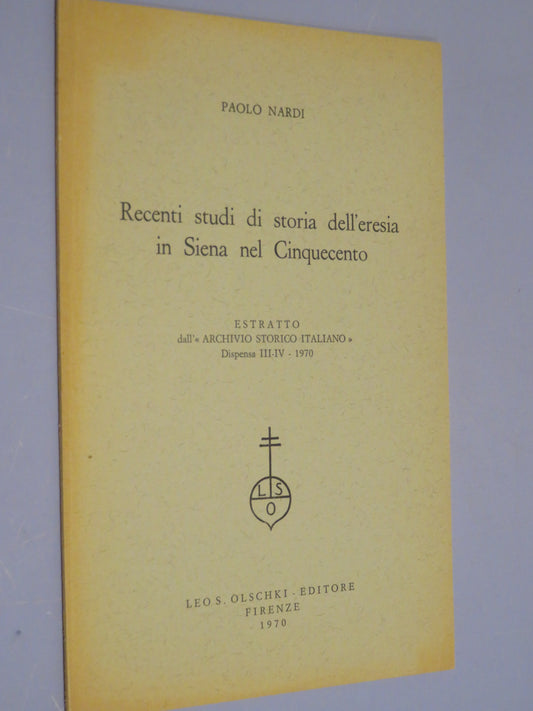 PAOLO NARDI
Recenti studi di storia dell'eresia
in Siena nel Cinquecento
ESTRATTO
dall'« ARCHIVIO STORICO ITALIANO »
Dispensa III-IV - 1970
L S
O
LEO S. OLSCHKI - EDITORE
FIRENZE
1970